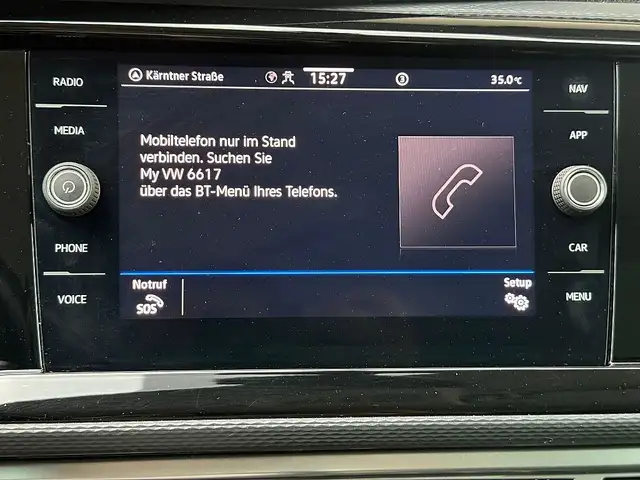 RADIO
MEDIA
PHONE
VOICE
Kärntner Straße
15:27
3
35.0°C
Mobiltelefon nur im Stand
verbinden. Suchen Sie
My VW 6617
über das BT-Menü Ihres Telefons.
Notruf
SOS
Setup
NAV
APP
CAR
MENU